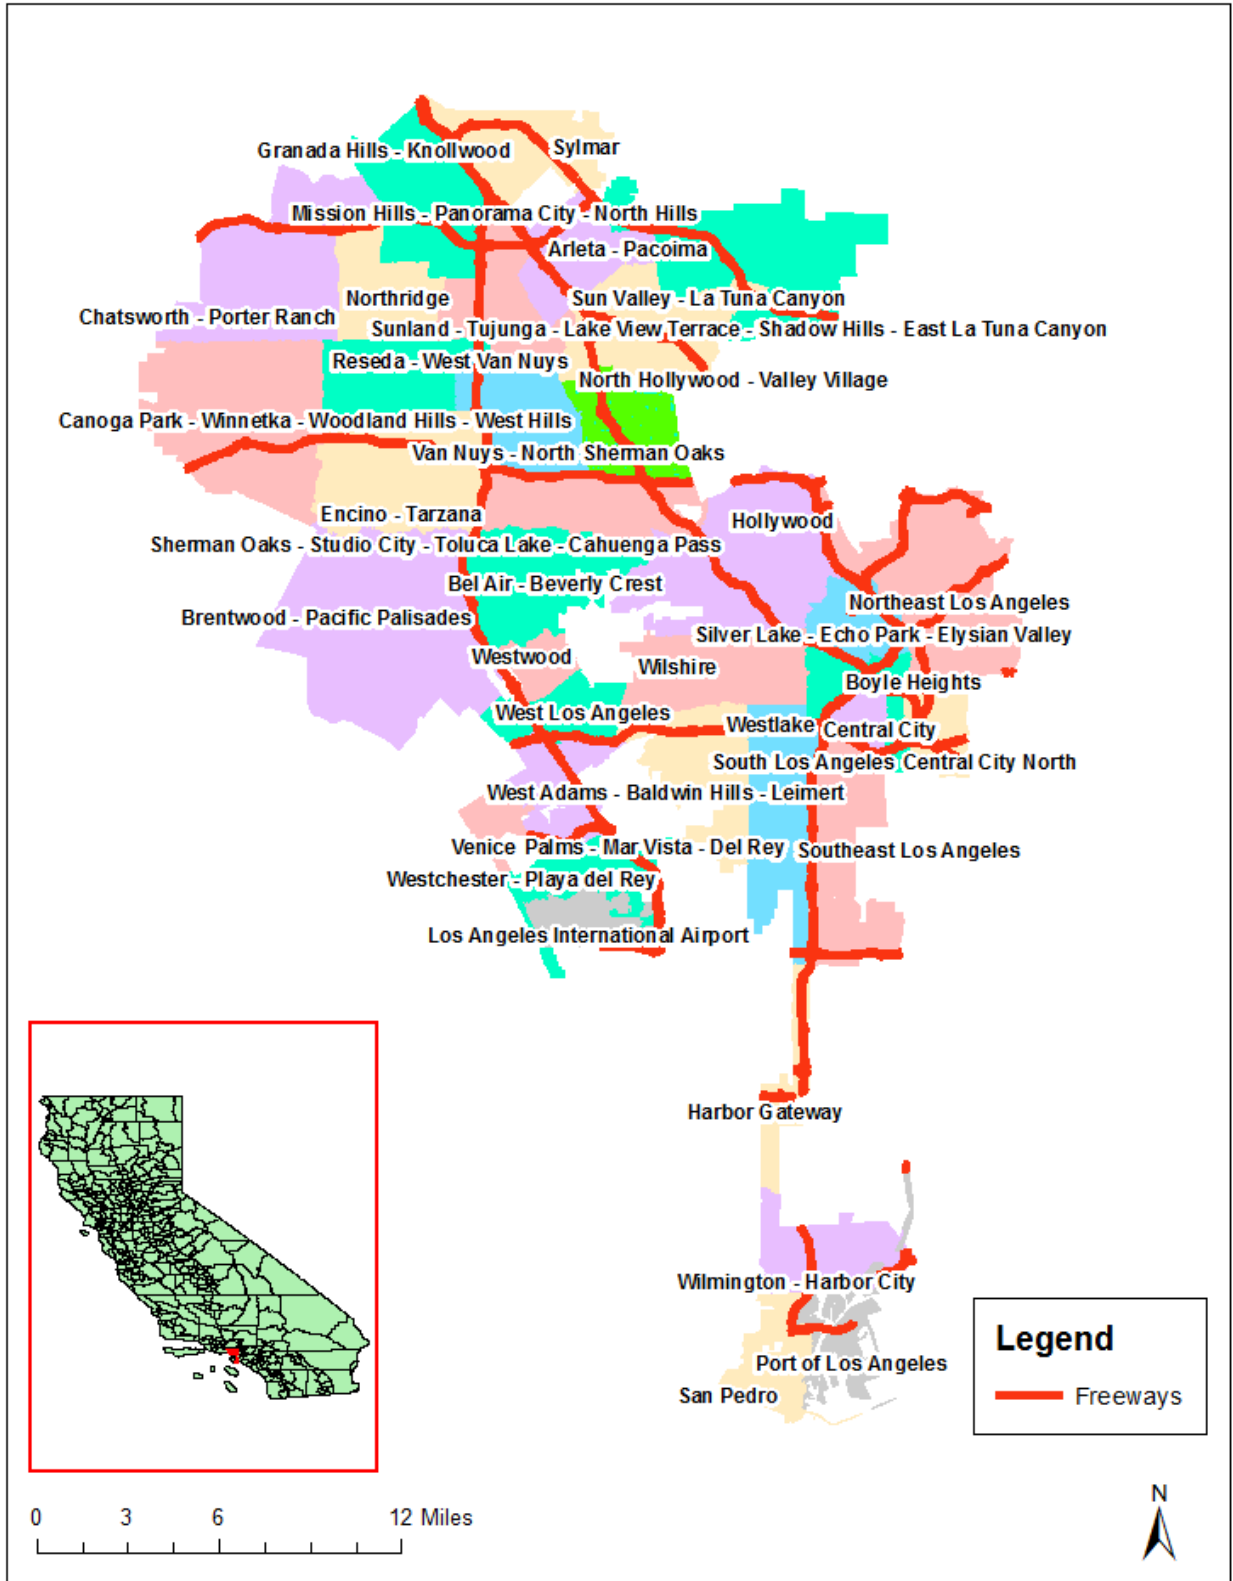 Granada Hills - Knollwood
Sylmar
Mission Hills - Panorama City - North Hills
Arleta - Pacoima
Northridge
Sun Valley - La Tuna Canyon
Chatsworth - Porter Ranch
Sunland - Tujunga - Lake View Terrace - Shadow Hills - East La Tuna Canyon
Reseda - West Van Nuys
North Hollywood - Valley Village
Canoga Park - Winnetka - Woodland Hills - West Hills
Van Nuys - North Sherman Oaks
Encino - Tarzana
Hollywood
Sherman Oaks - Studio City - Toluca Lake - Cahuenga Pass
Bel Air - Beverly Crest
Northeast Los Angeles
Brentwood - Pacific Palisades
Silver Lake - Echo Park - Elysian Valley
Westwood
Wilshire
Boyle Heights
West Los Angeles
Westlake
Central City
South Los Angeles
Central City North
West Adams - Baldwin Hills - Leimert
Venice
Palms - Mar Vista - Del Rey
Southeast Los Angeles
Westchester - Playa del Rey
Los Angeles International Airport
Harbor Gateway
Wilmington - Harbor City
Port of Los Angeles
San Pedro
Legend
Freeways
N
0 3 6 12 Miles